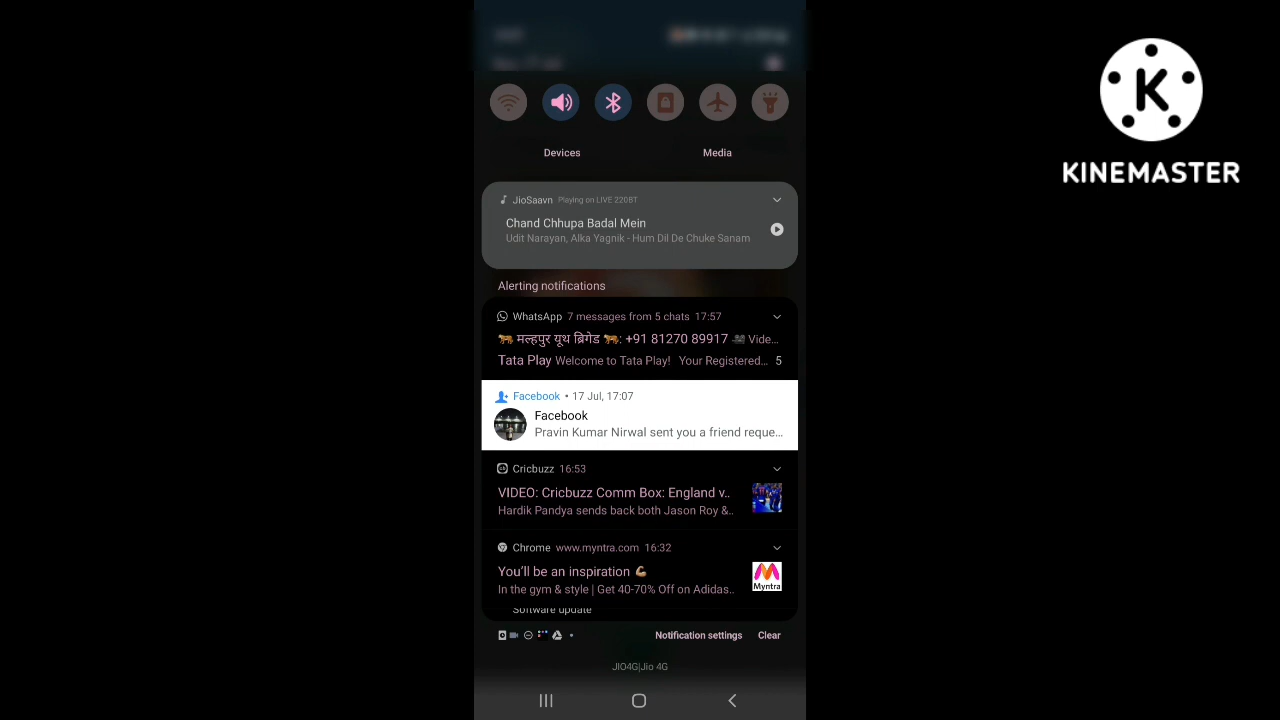 K
KINEMASTER
Devices
Media
JioSaavn Playing on LIVE 220BT
Chand Chhupa Badal Mein
Udit Narayan, Alka Yagnik - Hum Dil De Chuke Sanam
Alerting notifications
WhatsApp 7 messages from 5 chats 17:57
🐅 मल्हपुर यूथ ब्रिगेड 🐅: +91 81270 89917 🎥 Vide…
Tata Play Welcome to Tata Play! Your Registered… 5
Facebook • 17 Jul, 17:07
Facebook
Pravin Kumar Nirwal sent you a friend reque…
Cricbuzz 16:53
VIDEO: Cricbuzz Comm Box: England v..
Hardik Pandya sends back both Jason Roy &..
Chrome www.myntra.com 16:32
You'll be an inspiration 💪🏽
In the gym & style | Get 40-70% Off on Adidas..
Myntra
Software update
Notification settings Clear
JIO4G|Jio 4G